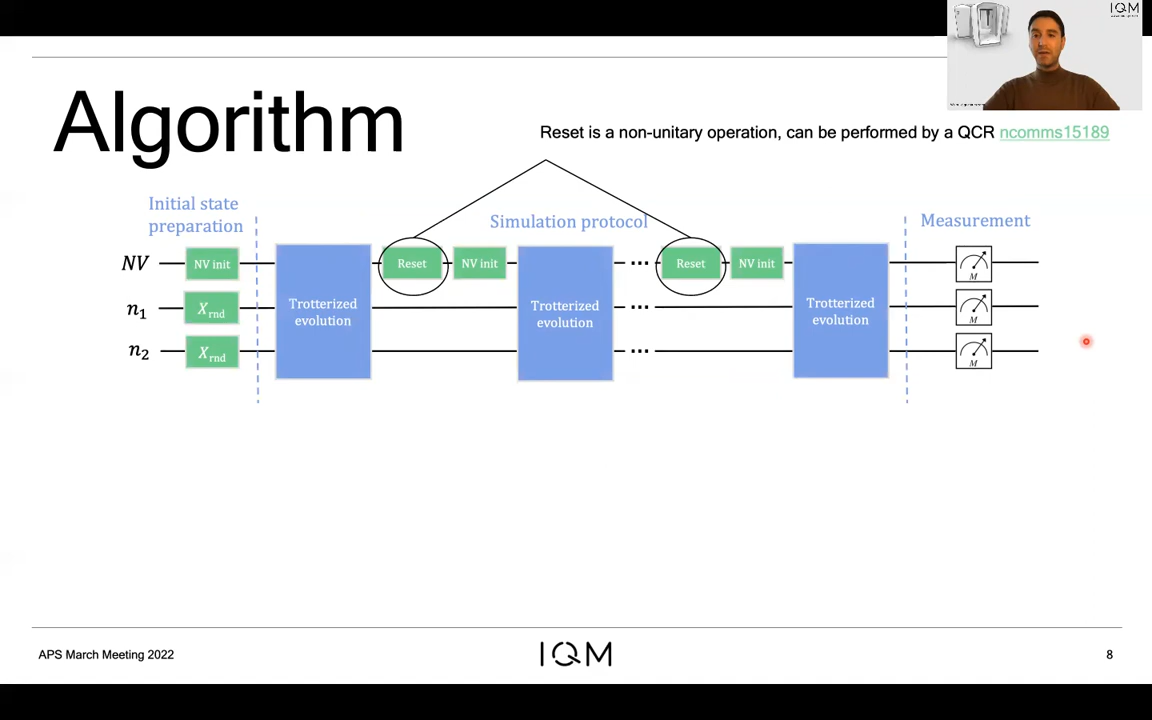 IQM
Algorithm
Reset is a non-unitary operation, can be performed by a QCR ncomms15189
Initial state
preparation
Simulation protocol
Measurement
NV
NV init
Trotterized
evolution
Reset
NV init
Trotterized
evolution
...
Reset
NV init
Trotterized
evolution
M
n1
Xrnd
...
M
n2
Xrnd
...
M
APS March Meeting 2022
IQM
8